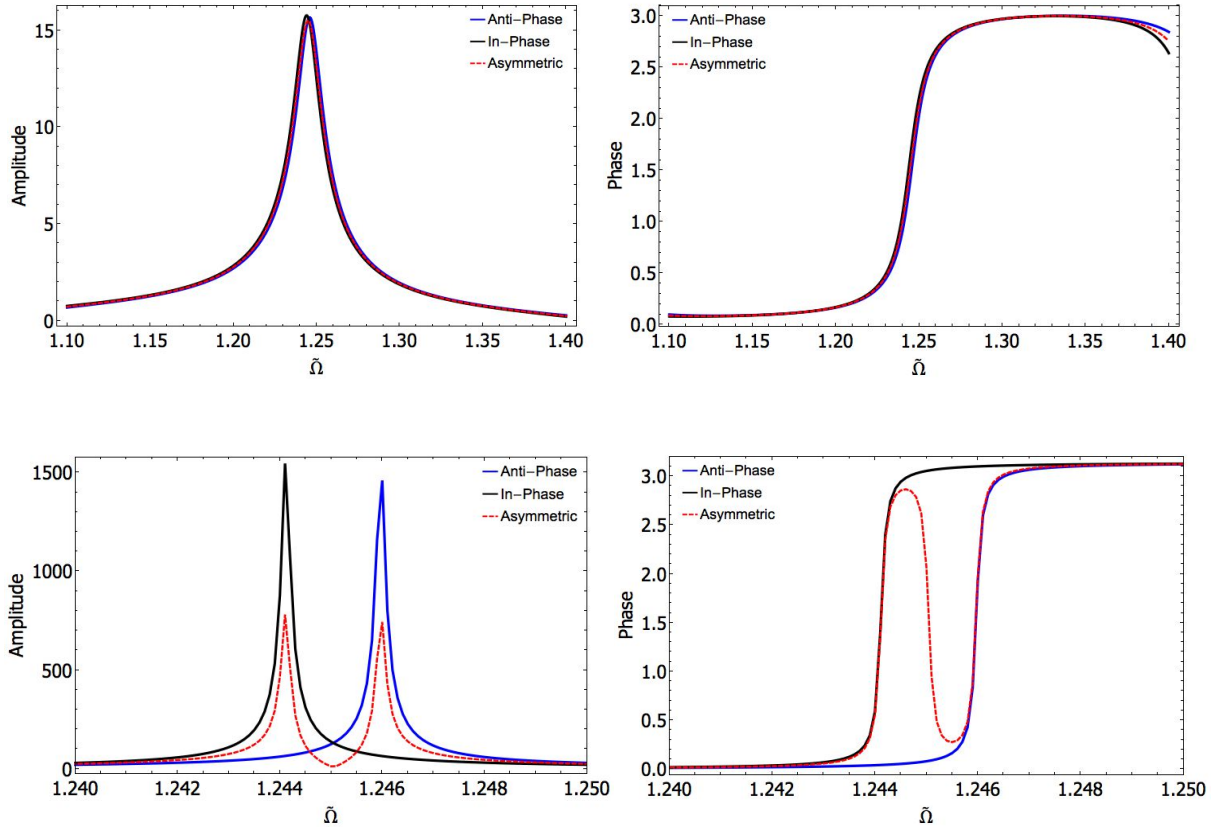 Anti−Phase
In−Phase
Asymmetric
15
10
5
0
Amplitude
1.10 1.15 1.20 1.25 1.30 1.35 1.40
Ω̃
Anti−Phase
In−Phase
Asymmetric
3.0
2.5
2.0
1.5
1.0
0.5
0.0
Phase
1.10 1.15 1.20 1.25 1.30 1.35 1.40
Ω̃
Anti−Phase
In−Phase
Asymmetric
1500
1000
500
0
Amplitude
1.240 1.242 1.244 1.246 1.248 1.250
Ω̃
Anti−Phase
In−Phase
Asymmetric
3.0
2.5
2.0
1.5
1.0
0.5
0.0
Phase
1.240 1.242 1.244 1.246 1.248 1.250
Ω̃